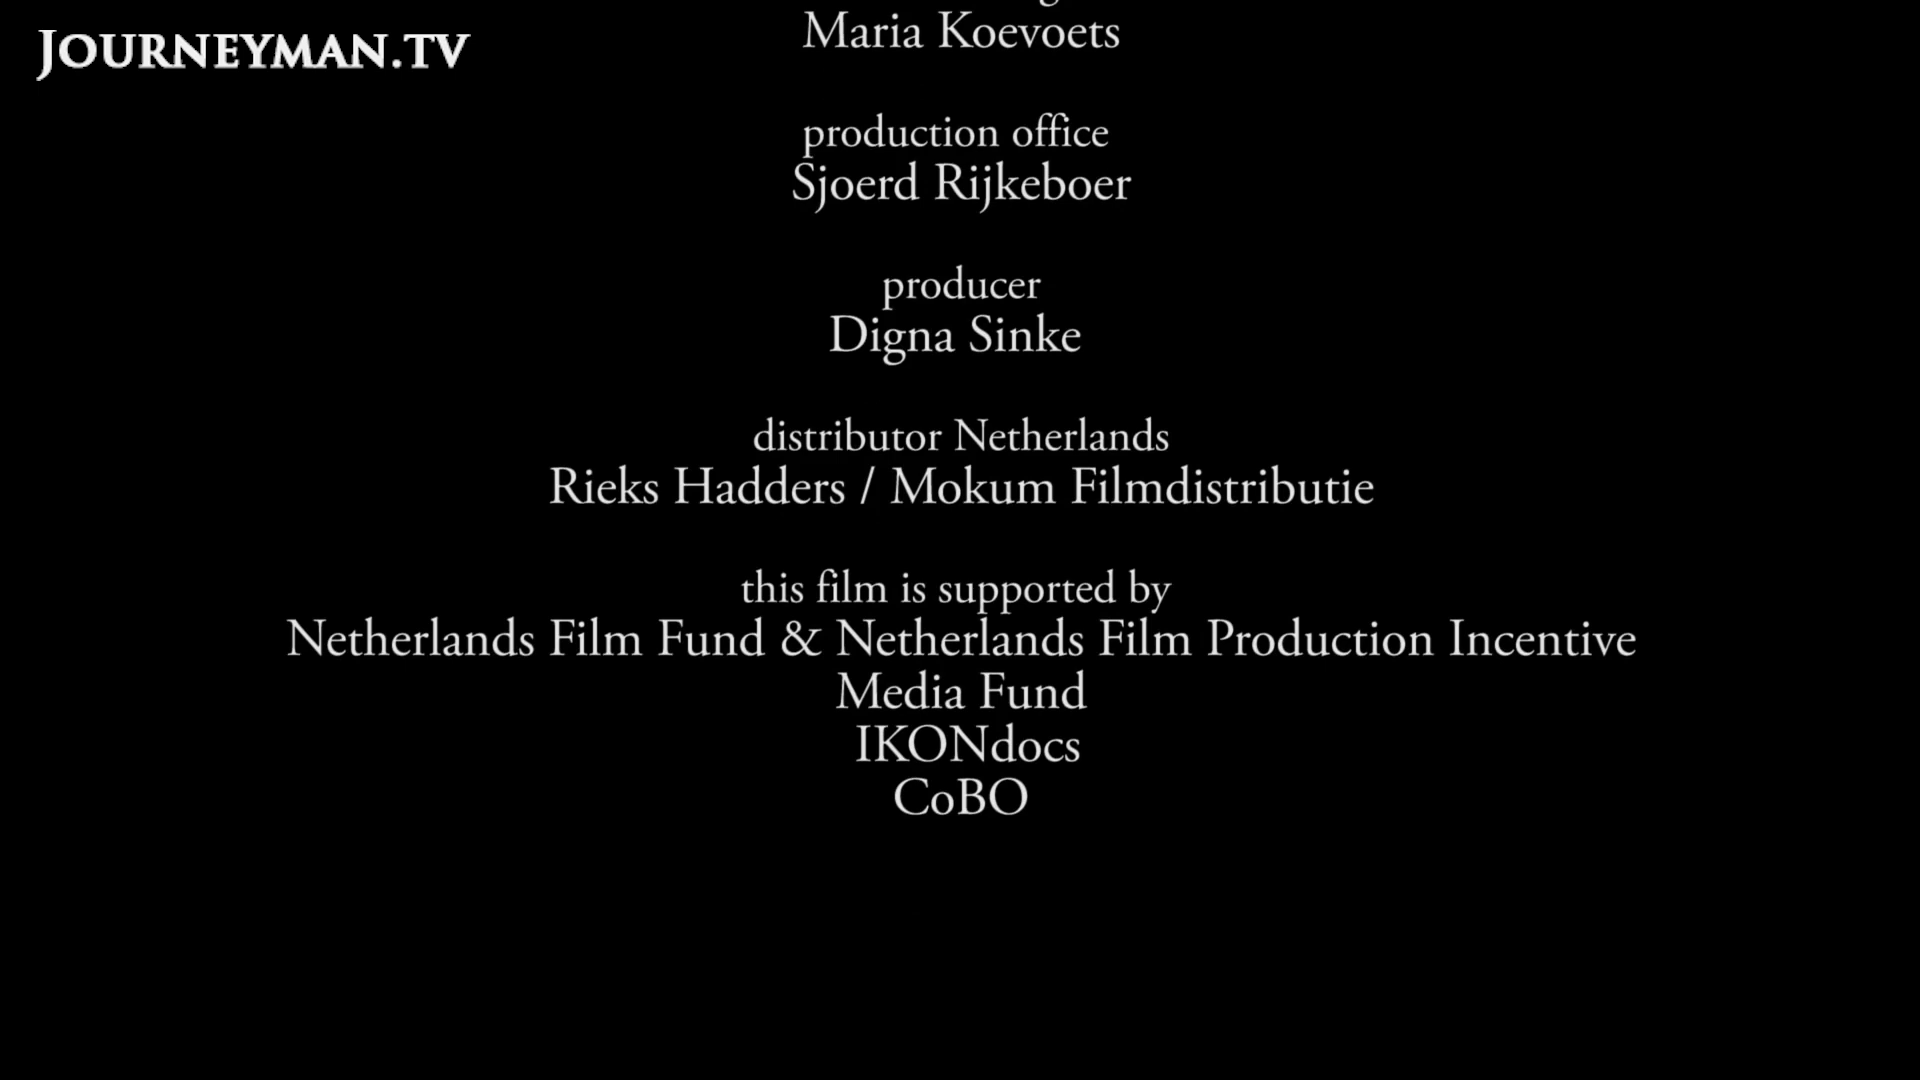 JOURNEYMAN.TV
Maria Koevoets
production office
Sjoerd Rijkeboer
producer
Digna Sinke
distributor Netherlands
Rieks Hadders / Mokum Filmdistributie
this film is supported by
Netherlands Film Fund & Netherlands Film Production Incentive
Media Fund
IKONdocs
CoBO